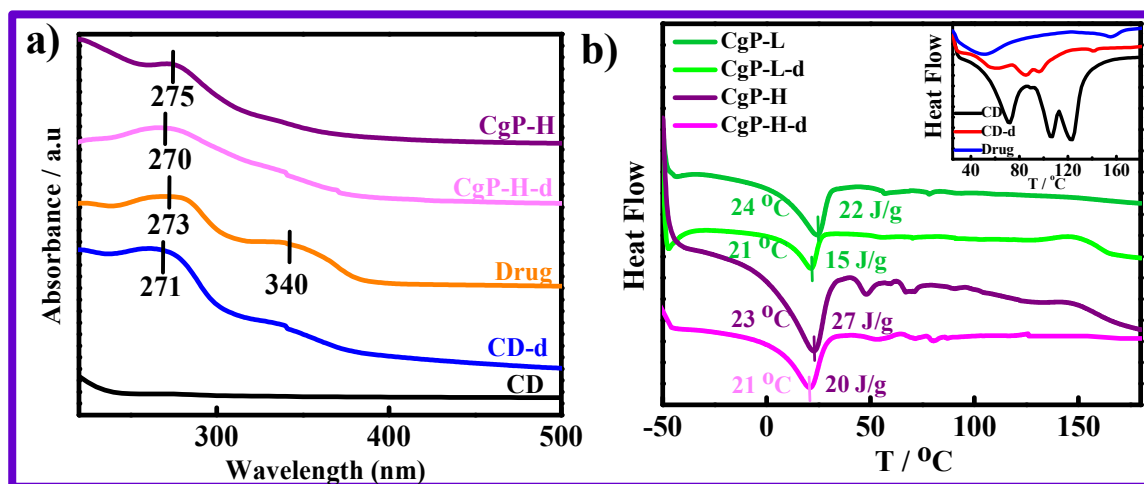 a)
275
CgP-H
270
CgP-H-d
273
Drug
271
340
CD-d
CD
300
400
500
Wavelength (nm)
Absorbance / a.u
b)
CgP-L
CgP-L-d
CgP-H
CgP-H-d
24 °C
22 J/g
21 °C
15 J/g
23 °C
27 J/g
21 °C
20 J/g
-50
0
50
100
150
T / °C
Heat Flow
Heat Flow
CD
CD-d
Drug
40
80
120
160
T / °C